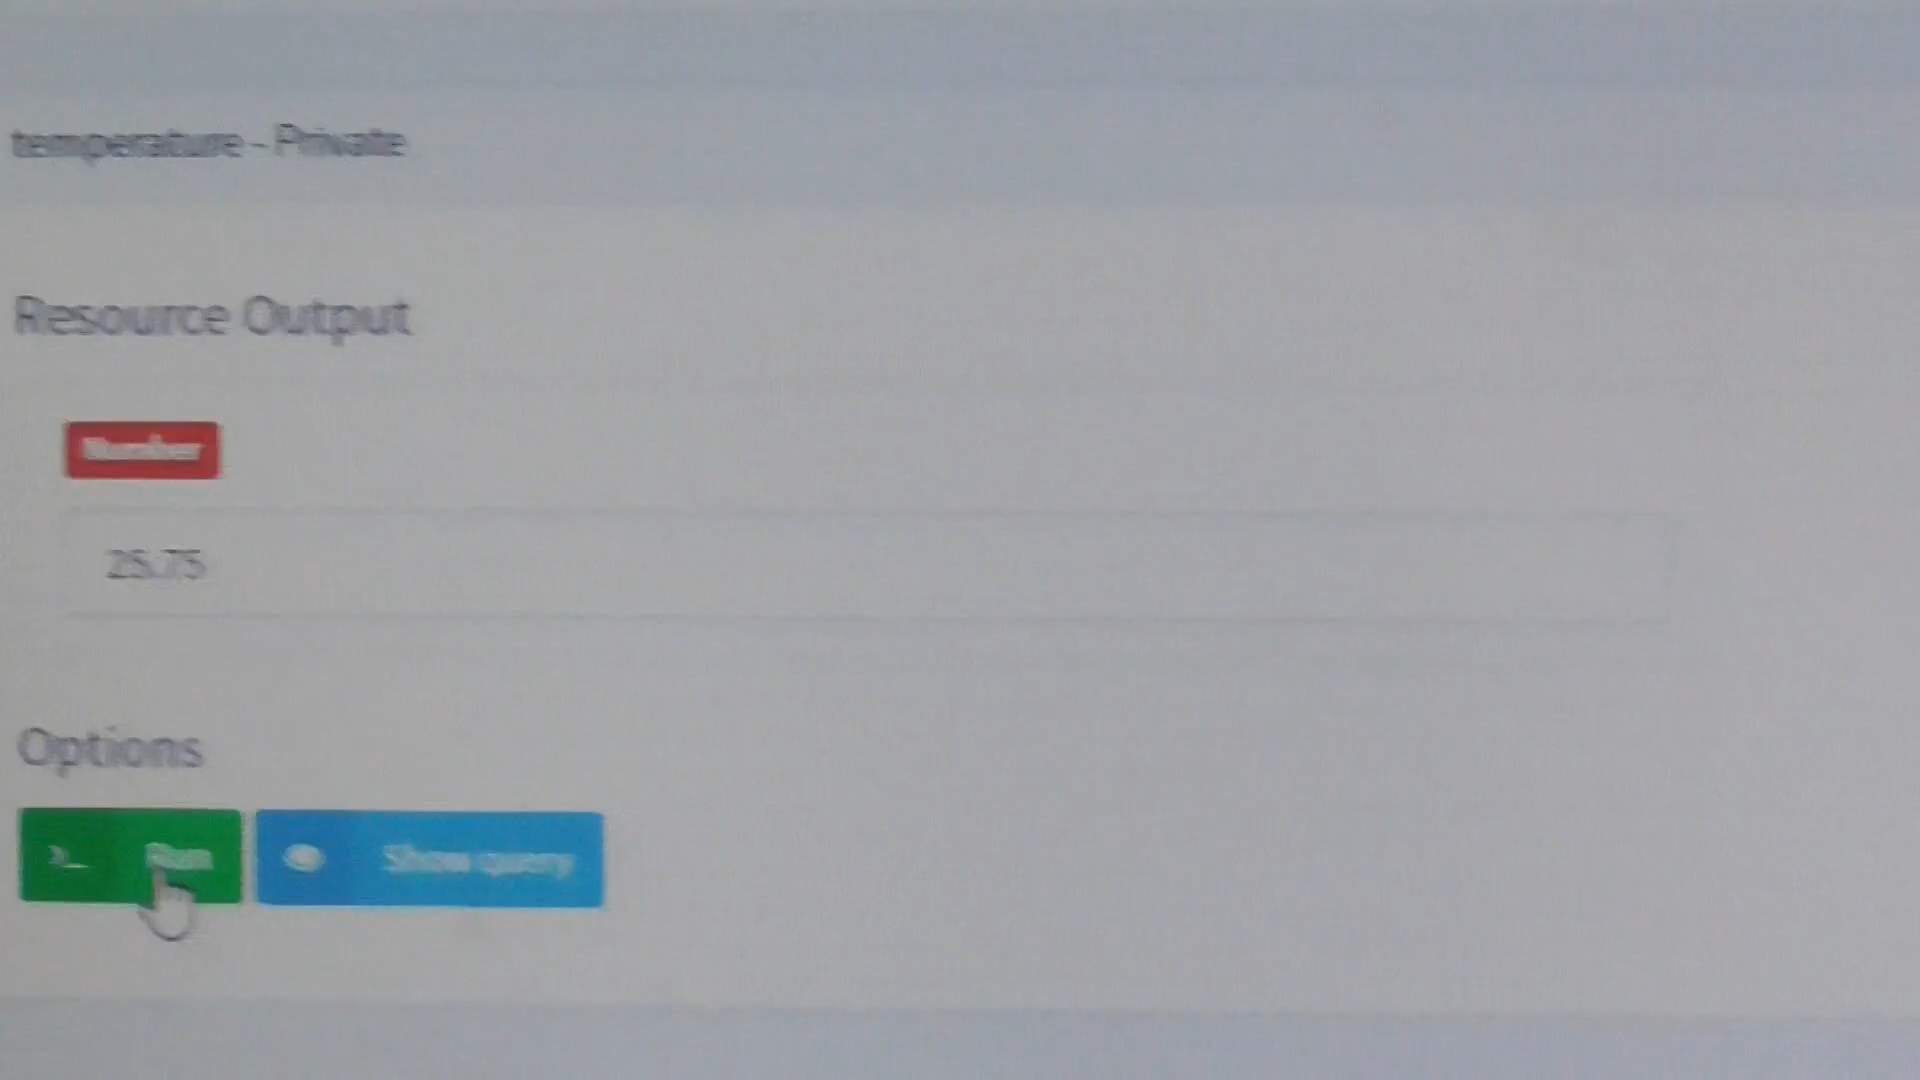 temperature - Private
Resource Output
Number
25.75
Options
Run
Show query